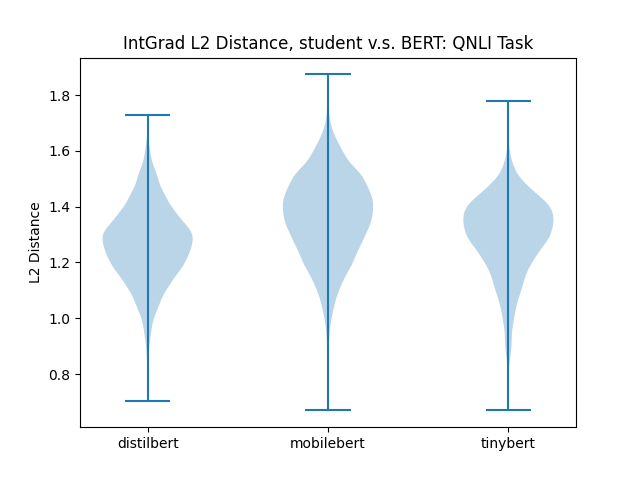 IntGrad L2 Distance, student v.s. BERT: QNLI Task
L2 Distance
1.8
1.6
1.4
1.2
1.0
0.8
distilbert
mobilebert
tinybert